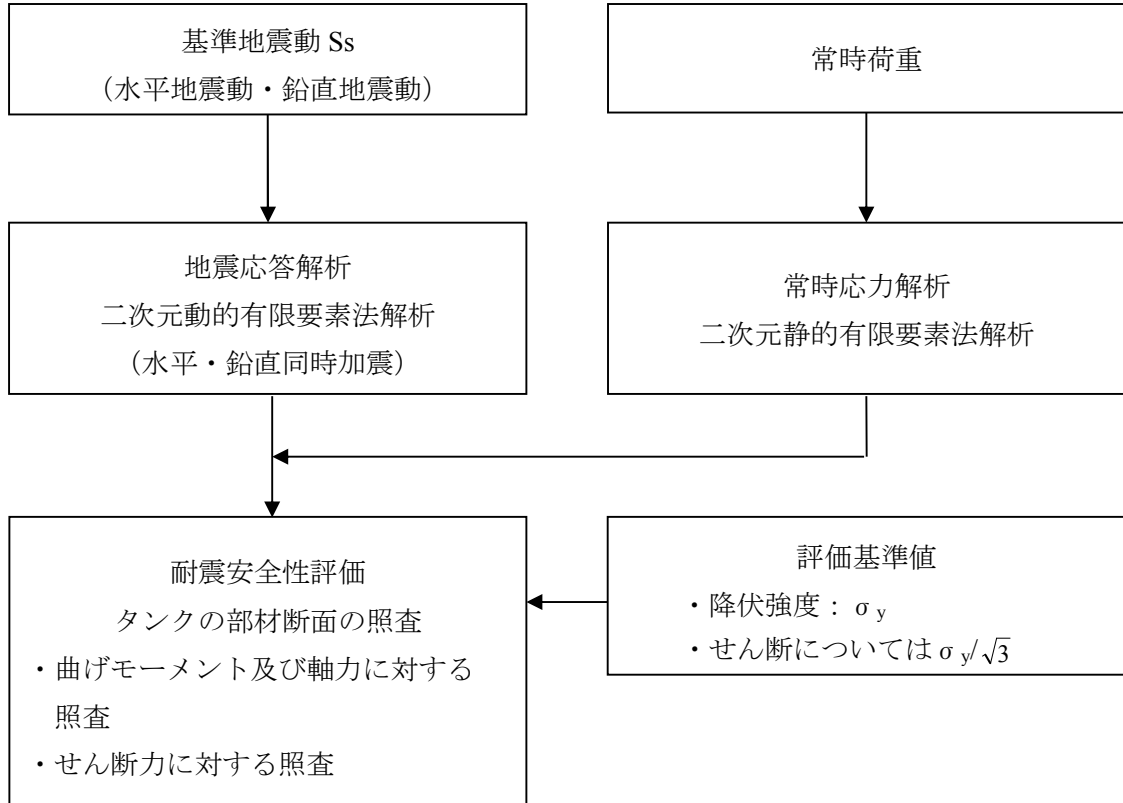 基準地震動 Ss
（水平地震動・鉛直地震動）
常時荷重
地震応答解析
二次元動的有限要素法解析
（水平・鉛直同時加震）
常時応力解析
二次元静的有限要素法解析
耐震安全性評価
タンクの部材断面の照査
・曲げモーメント及び軸力に対する
照査
・せん断力に対する照査
評価基準値
・降伏強度： σ y
・せん断については σ y/√3